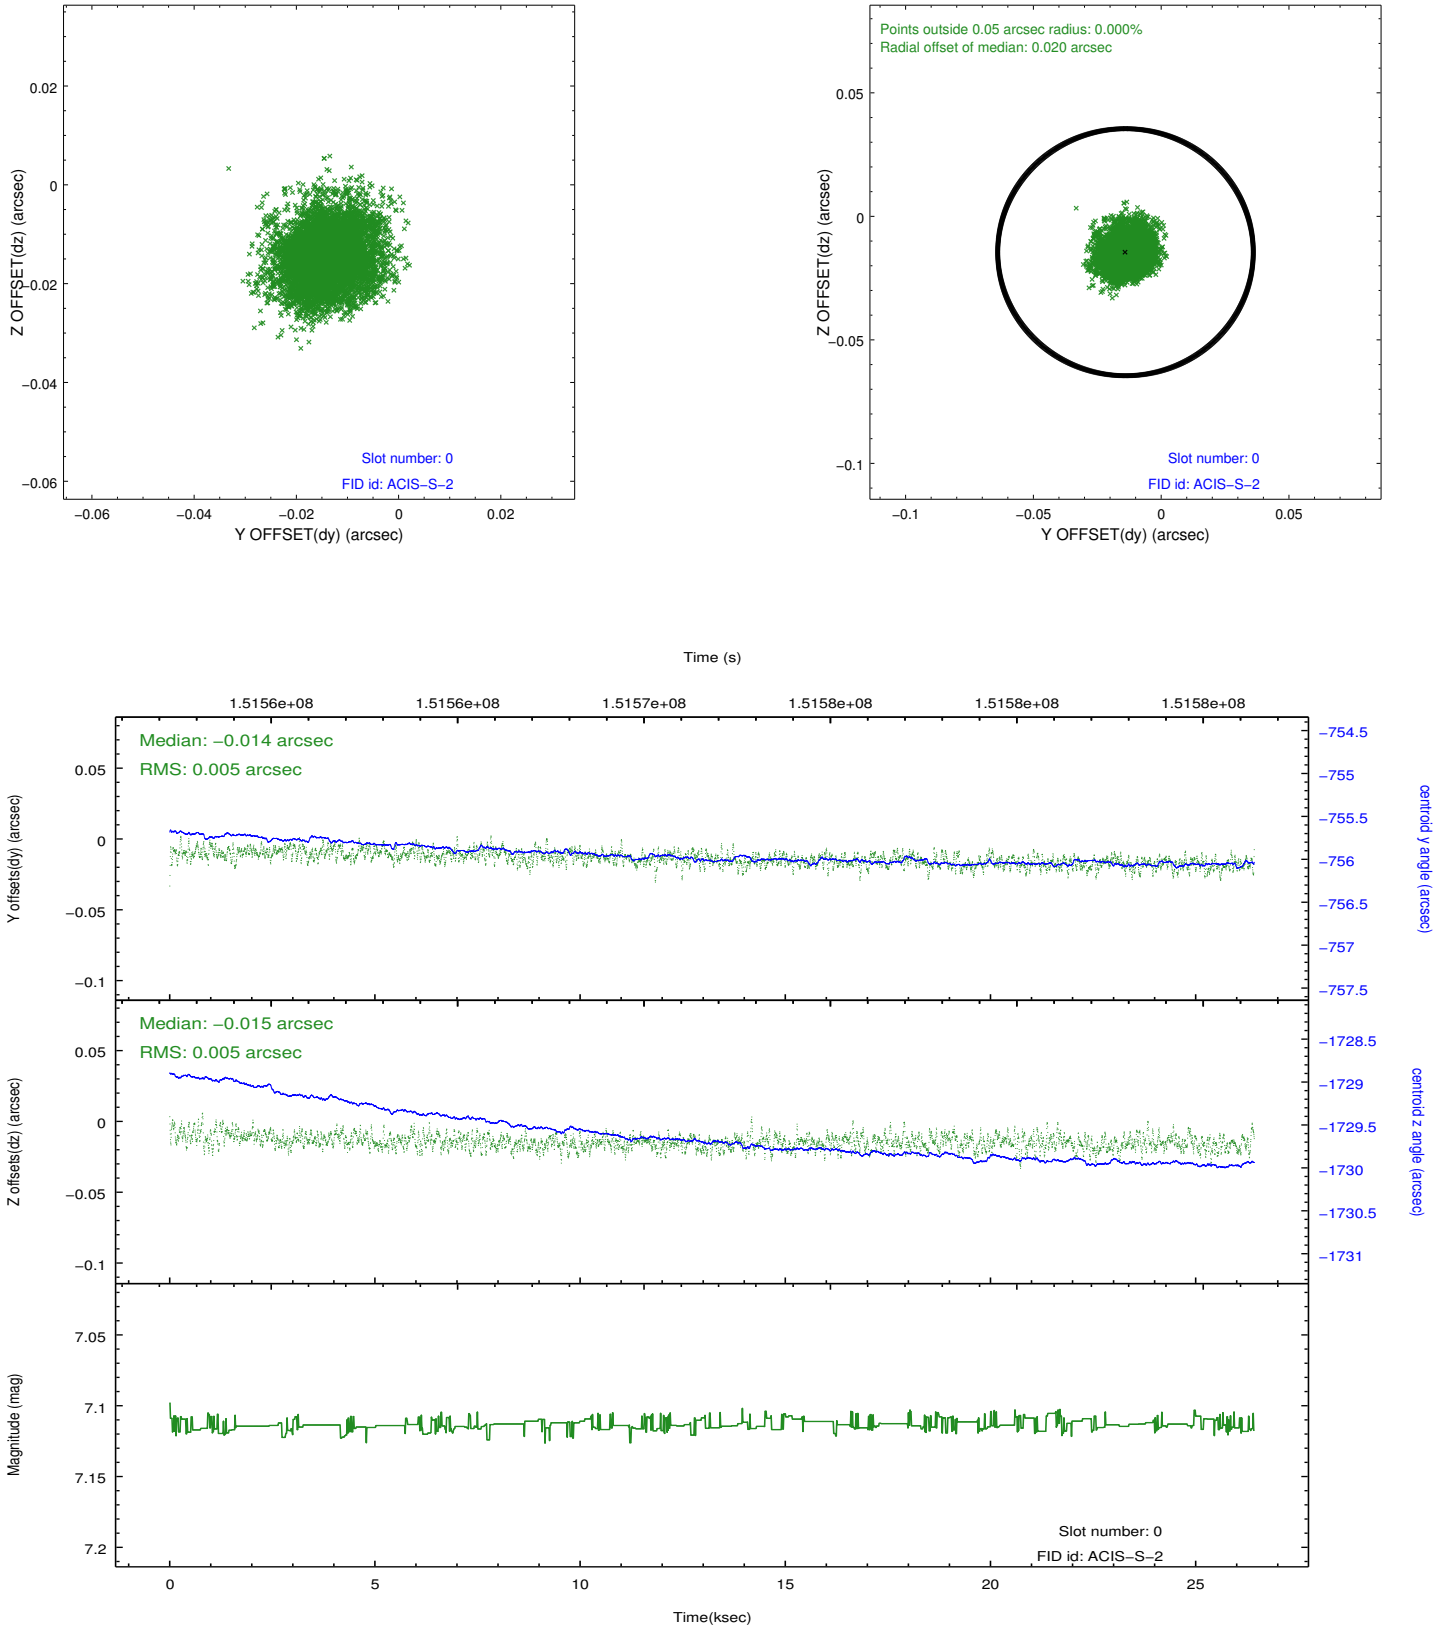 0.02
0
−0.02
−0.04
−0.06
Z OFFSET(dz) (arcsec)
Slot number: 0
FID id: ACIS−S−2
−0.06
−0.04
−0.02
0
0.02
Y OFFSET(dy) (arcsec)
Points outside 0.05 arcsec radius: 0.000%
Radial offset of median: 0.020 arcsec
0.05
0
−0.05
−0.1
Z OFFSET(dz) (arcsec)
Slot number: 0
FID id: ACIS−S−2
−0.1
−0.05
0
0.05
Y OFFSET(dy) (arcsec)
Time (s)
1.5156e+08
1.5156e+08
1.5157e+08
1.5158e+08
1.5158e+08
1.5158e+08
Median: −0.014 arcsec
RMS: 0.005 arcsec
0.05
0
−0.05
−0.1
Y offsets(dy) (arcsec)
−754.5
−755
−755.5
−756
−756.5
−757
−757.5
centroid y angle (arcsec)
Median: −0.015 arcsec
RMS: 0.005 arcsec
0.05
0
−0.05
−0.1
Z offsets(dz) (arcsec)
−1728.5
−1729
−1729.5
−1730
−1730.5
−1731
centroid z angle (arcsec)
7.05
7.1
7.15
7.2
Magnitude (mag)
Slot number: 0
FID id: ACIS−S−2
0
5
10
15
20
25
Time(ksec)